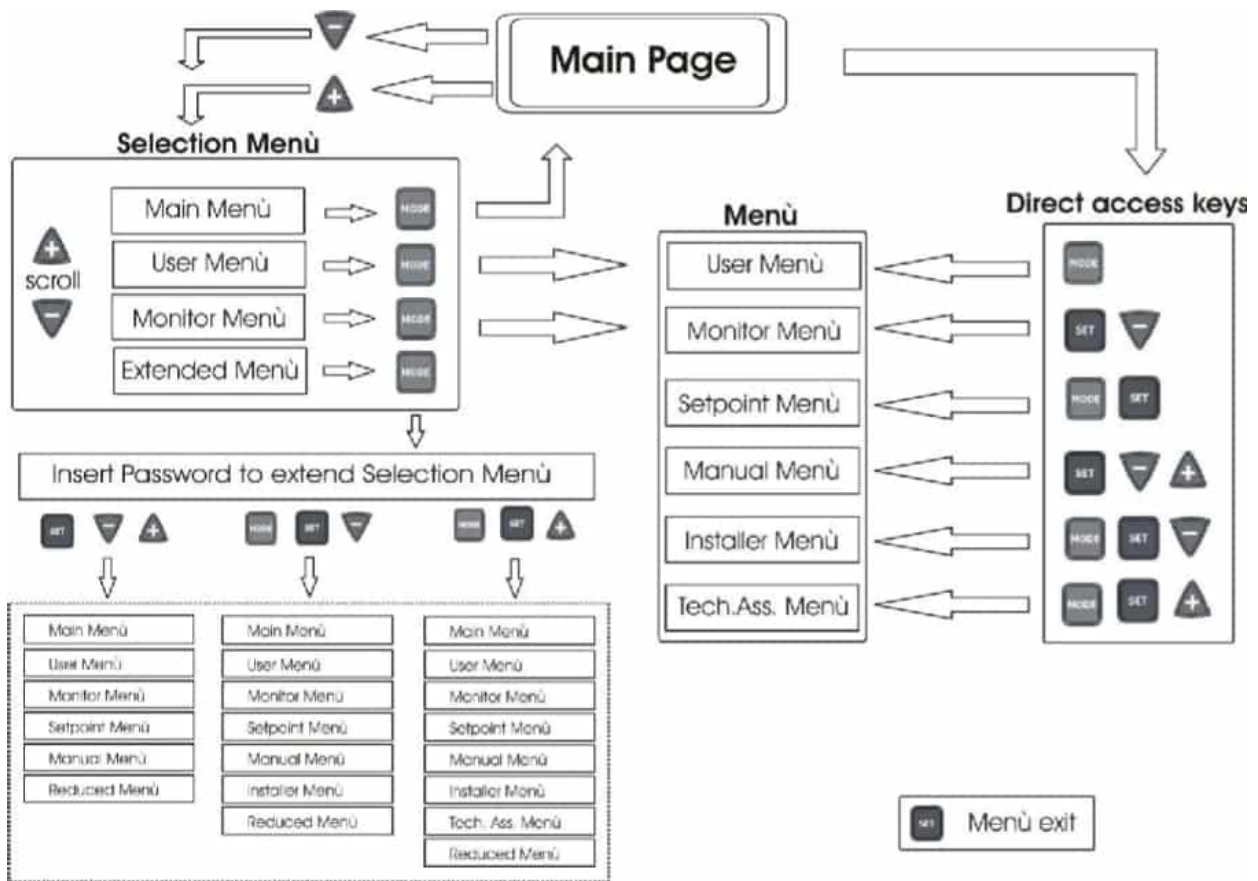 Main Page
Selection Menù
Main Menù
MODE
User Menù
MODE
Monitor Menù
MODE
Extended Menù
MODE
+
scroll
-
Insert Password to extend Selection Menù
SET - +
MODE SET -
MODE SET +
Main Menù
User Menù
Monitor Menù
Setpoint Menù
Manual Menù
Reduced Menù
Main Menù
User Menù
Monitor Menù
Setpoint Menù
Manual Menù
Installer Menù
Reduced Menù
Main Menù
User Menù
Monitor Menù
Setpoint Menù
Manual Menù
Installer Menù
Tech. Ass. Menù
Reduced Menù
Menù
User Menù
Monitor Menù
Setpoint Menù
Manual Menù
Installer Menù
Tech.Ass. Menù
Direct access keys
MODE
SET -
MODE SET
SET - +
MODE SET -
MODE SET +
SET Menù exit